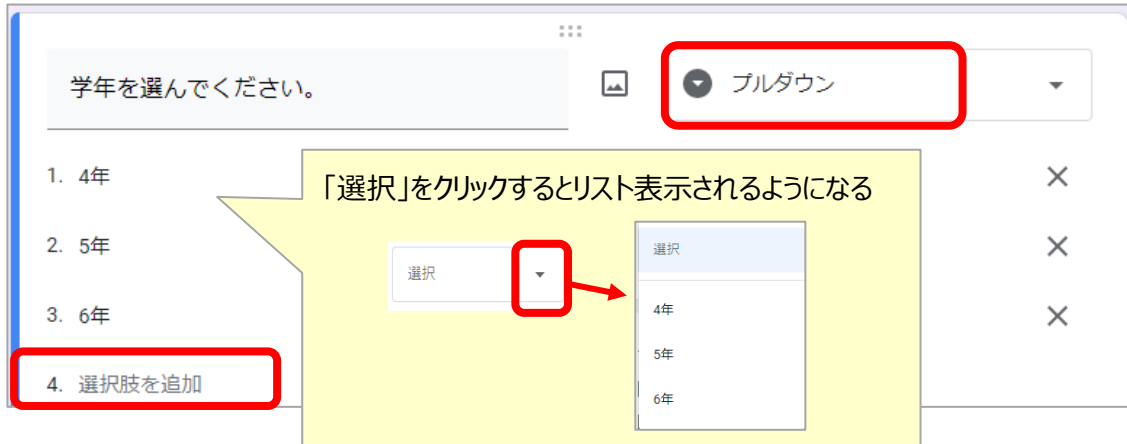 学年を選んでください。
プルダウン
1. 4年
「選択」をクリックするとリスト表示されるようになる
2. 5年
選択
選択
3. 6年
4年
5年
6年
4. 選択肢を追加